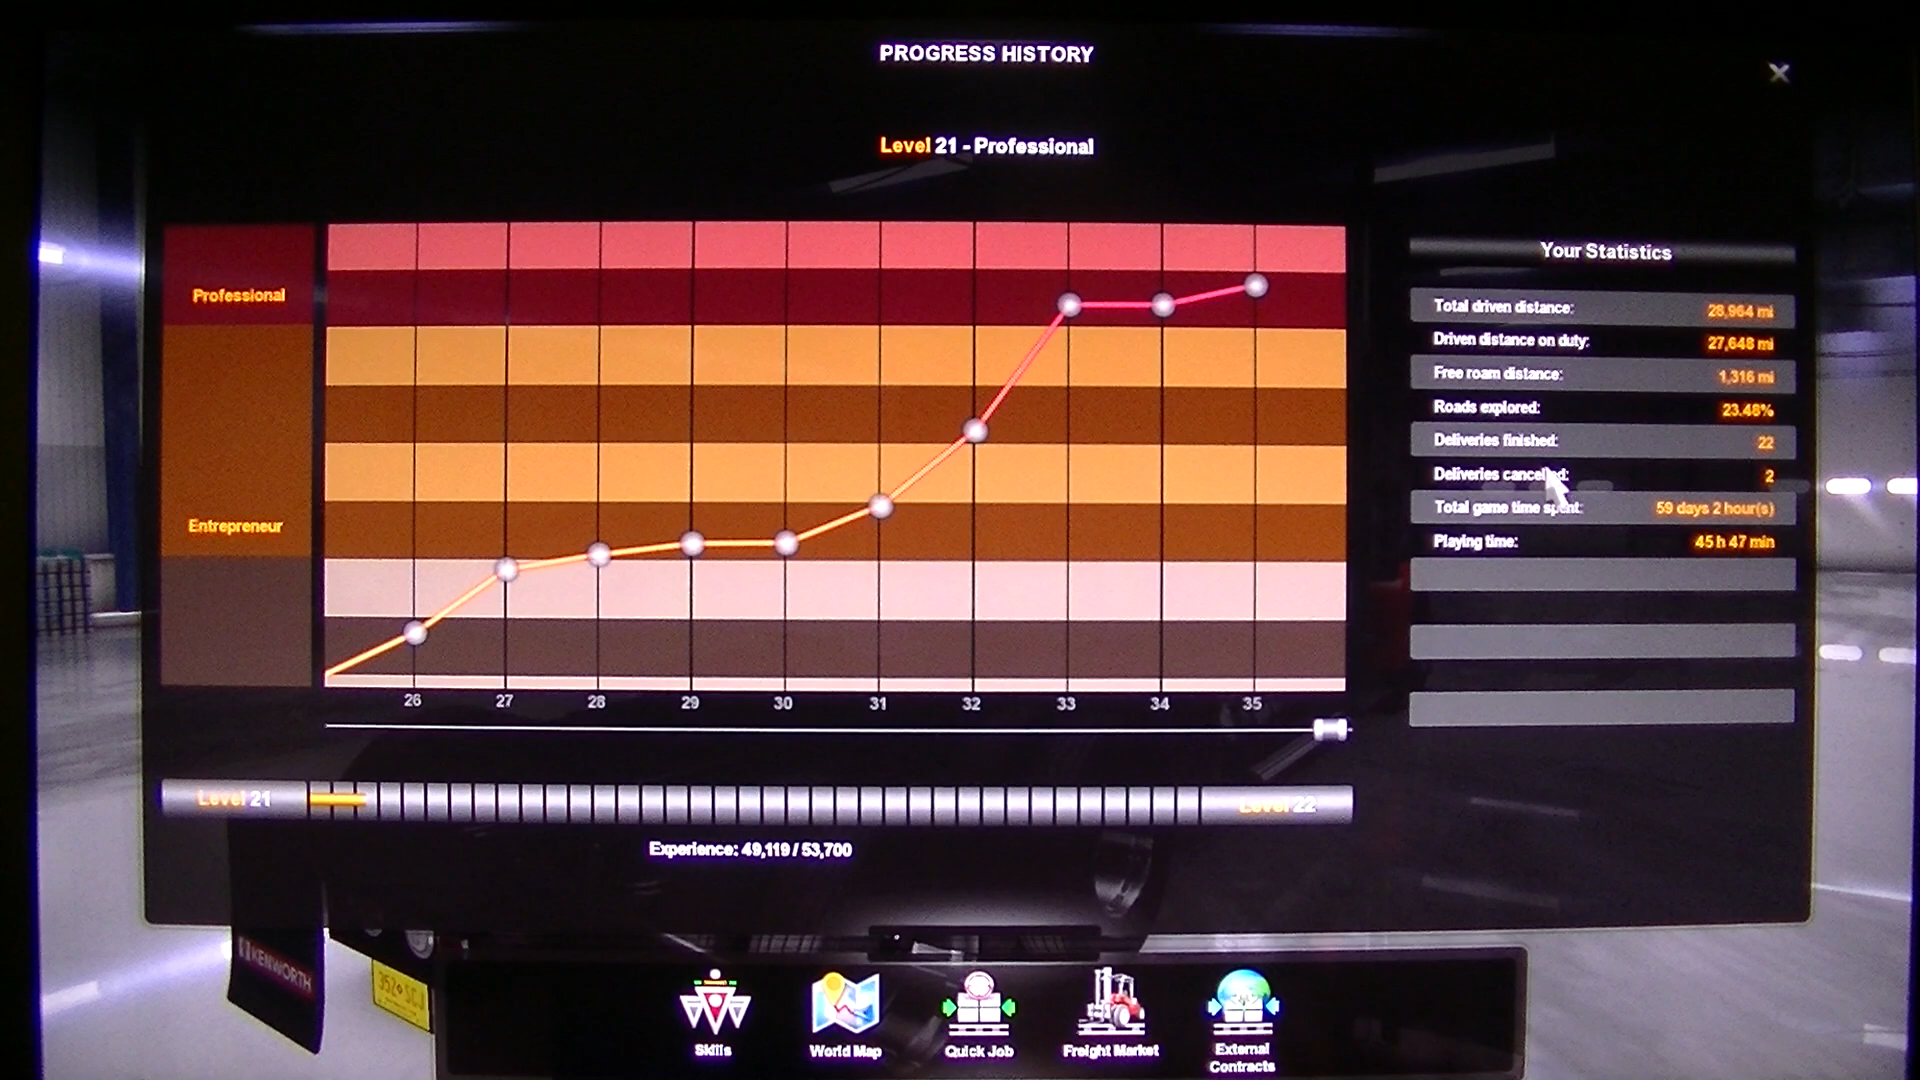 PROGRESS HISTORY
Level 21 - Professional
Professional
Entrepreneur
26 27 28 29 30 31 32 33 34 35
Your Statistics
Total driven distance: 28,964 mi
Driven distance on duty: 27,648 mi
Free roam distance: 1,316 mi
Roads explored: 23.48%
Deliveries finished: 22
Deliveries cancelled: 2
Total game time spent: 59 days 2 hour(s)
Playing time: 45 h 47 min
Level 21
Level 22
Experience: 49,119 / 53,700
KENWORTH
Skills
World Map
Quick Job
Freight Market
External
Contracts